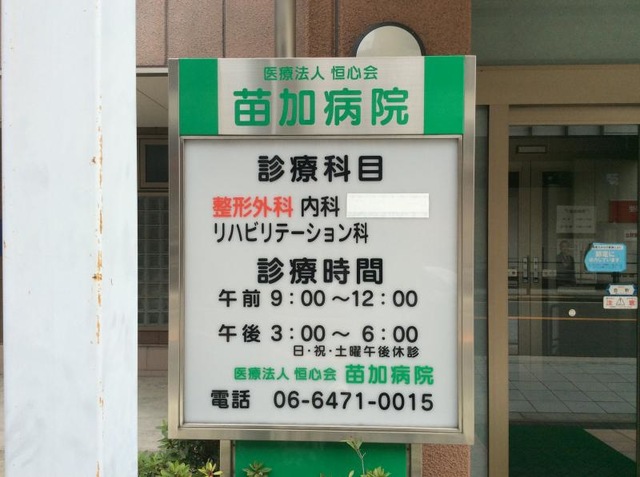 医療法人 恒心会
苗加病院
診療科目
整形外科 内科
リハビリテーション科
診療時間
午前 9:00〜12:00
午後 3:00〜 6:00
日・祝・土曜午後休診
医療法人 恒心会 苗加病院
電話 06-6471-0015